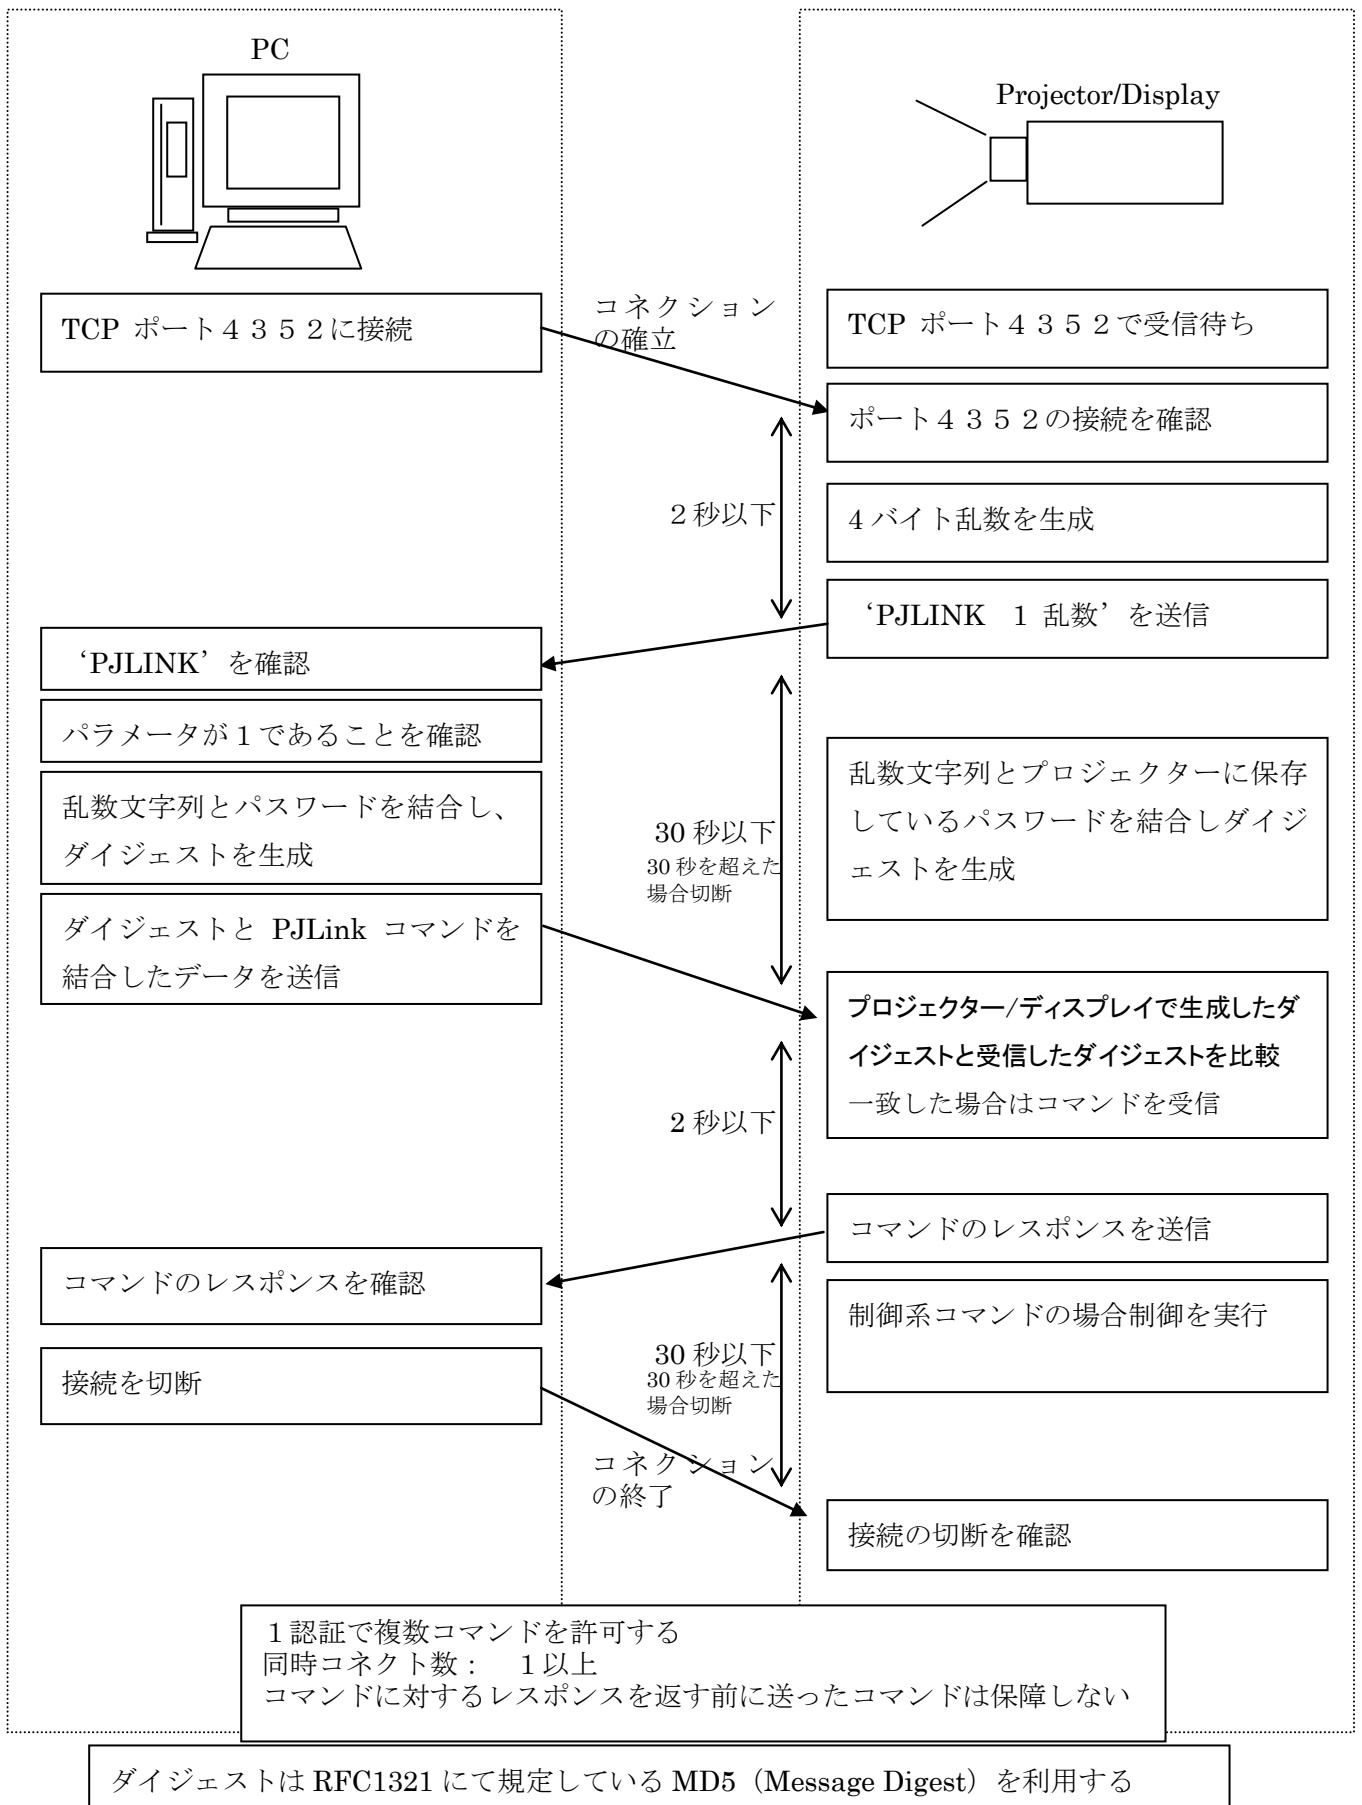 PC
Projector/Display
TCP ポート４３５２に接続
コネクション
の確立
TCP ポート４３５２で受信待ち
ポート４３５２の接続を確認
２秒以下
4 バイト乱数を生成
‘PJLINK　1 乱数’を送信
‘PJLINK’を確認
パラメータが 1 であることを確認
乱数文字列とパスワードを結合し、
ダイジェストを生成
30 秒以下
30 秒を超えた
場合切断
乱数文字列とプロジェクターに保存
しているパスワードを結合しダイジ
ェストを生成
ダイジェストと PJLink コマンドを
結合したデータを送信
プロジェクター/ディスプレイで生成したダ
イジェストと受信したダイジェストを比較
一致した場合はコマンドを受信
2 秒以下
コマンドのレスポンスを送信
コマンドのレスポンスを確認
制御系コマンドの場合制御を実行
30 秒以下
30 秒を超えた
場合切断
接続を切断
コネクション
の終了
接続の切断を確認
１認証で複数コマンドを許可する
同時コネクト数：　１以上
コマンドに対するレスポンスを返す前に送ったコマンドは保障しない
ダイジェストは RFC1321 にて規定している MD5（Message Digest）を利用する